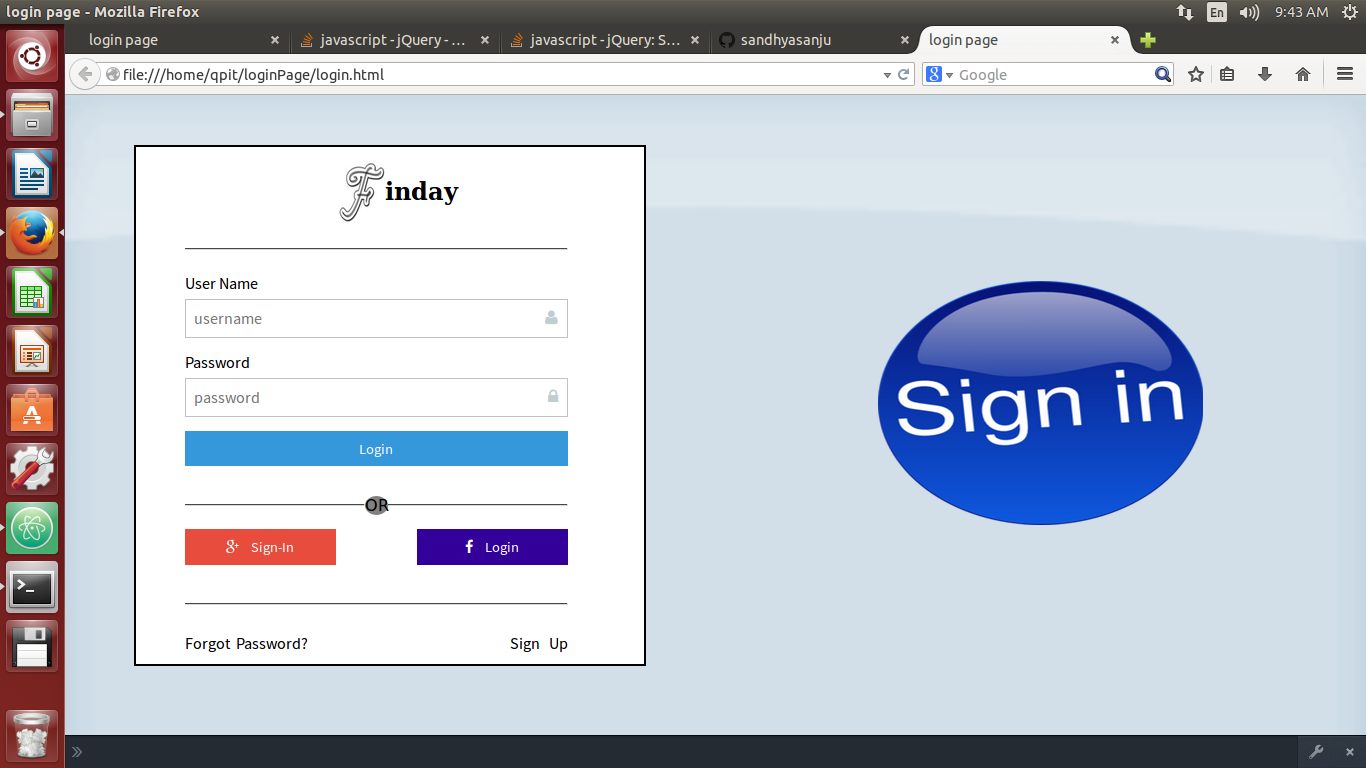 login page - Mozilla Firefox
En
9:43 AM
login page
javascript - jQuery - ...
javascript - jQuery: S...
sandhyasanju
login page
file:///home/qpit/loginPage/login.html
Google
Finday
User Name
username
Password
password
Login
OR
Sign-In
Login
Forgot Password?
Sign Up
Sign in